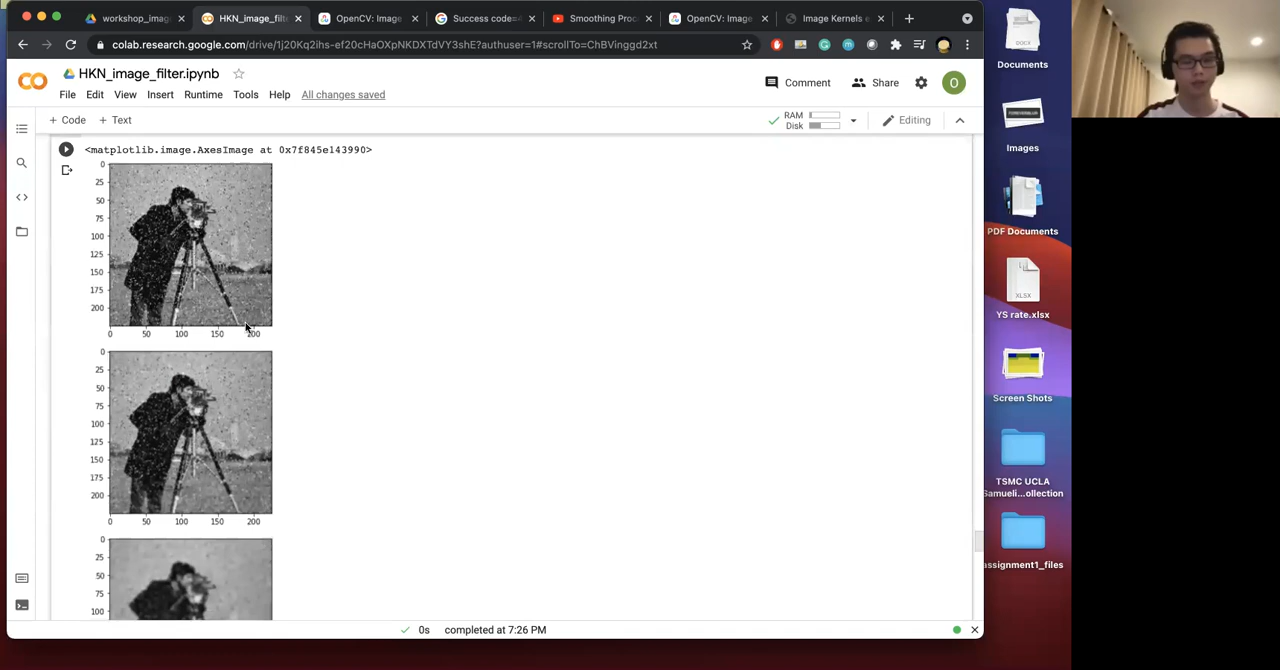 workshop_imag
HKN_image_filt
OpenCV: Image
Success code=
Smoothing Proc
OpenCV: Image
Image Kernels e
colab.research.google.com/drive/1j20Kq2ihs-ef20cHaOXpNKDXTdVY3shE?authuser=1#scrollTo=ChBVinggd2xt
HKN_image_filter.ipynb
File Edit View Insert Runtime Tools Help All changes saved
Comment
Share
O
+ Code + Text
RAM
Disk
Editing
<matplotlib.image.AxesImage at 0x7f845e143990>
0
25
50
75
100
125
150
175
200
0 50 100 150 200
0
25
50
75
100
125
150
175
200
0 50 100 150 200
0
25
50
75
100
0s completed at 7:26 PM
DOCX
Documents
Images
PDF Documents
XLSX
YS rate.xlsx
Screen Shots
TSMC UCLA
Samueli...ollection
assignment1_files